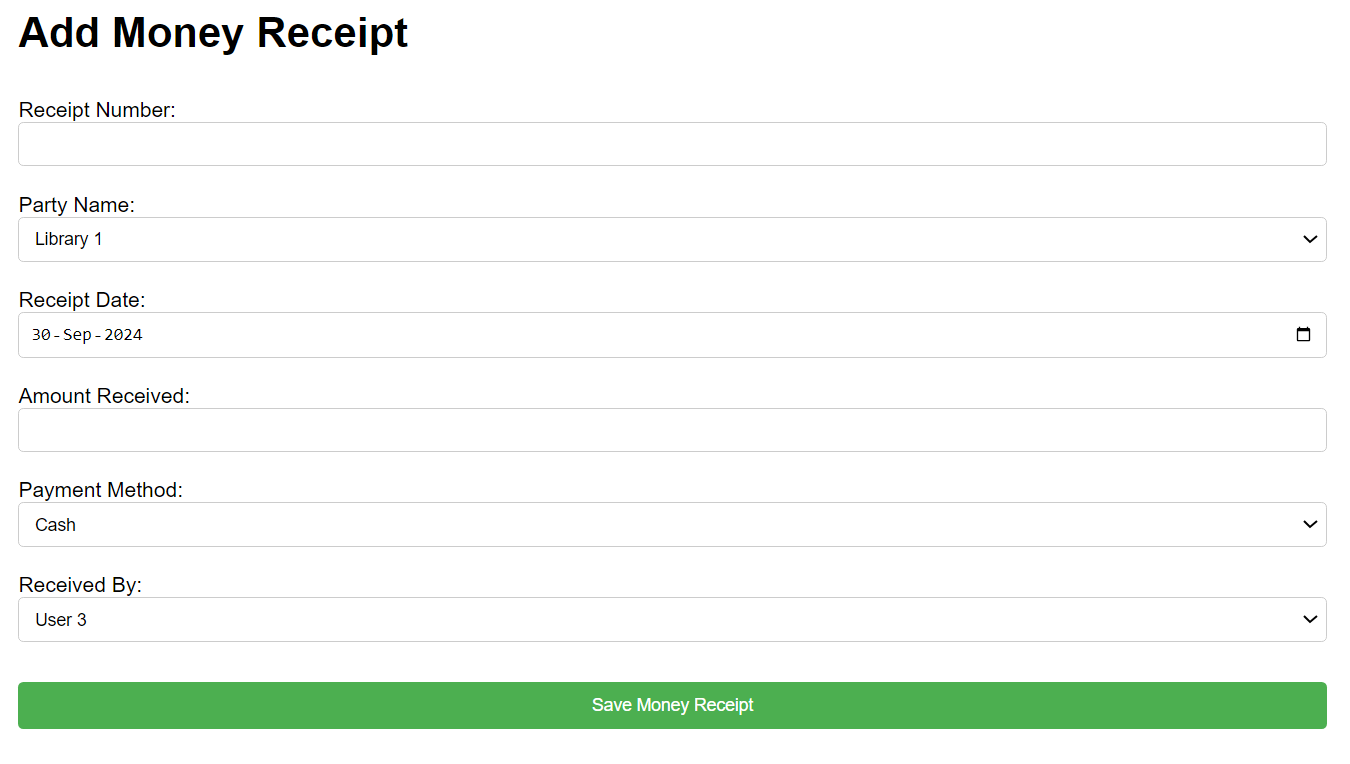 Add Money Receipt
Receipt Number:
Party Name:
Library 1
Receipt Date:
30-Sep-2024
Amount Received:
Payment Method:
Cash
Received By:
User 3
Save Money Receipt